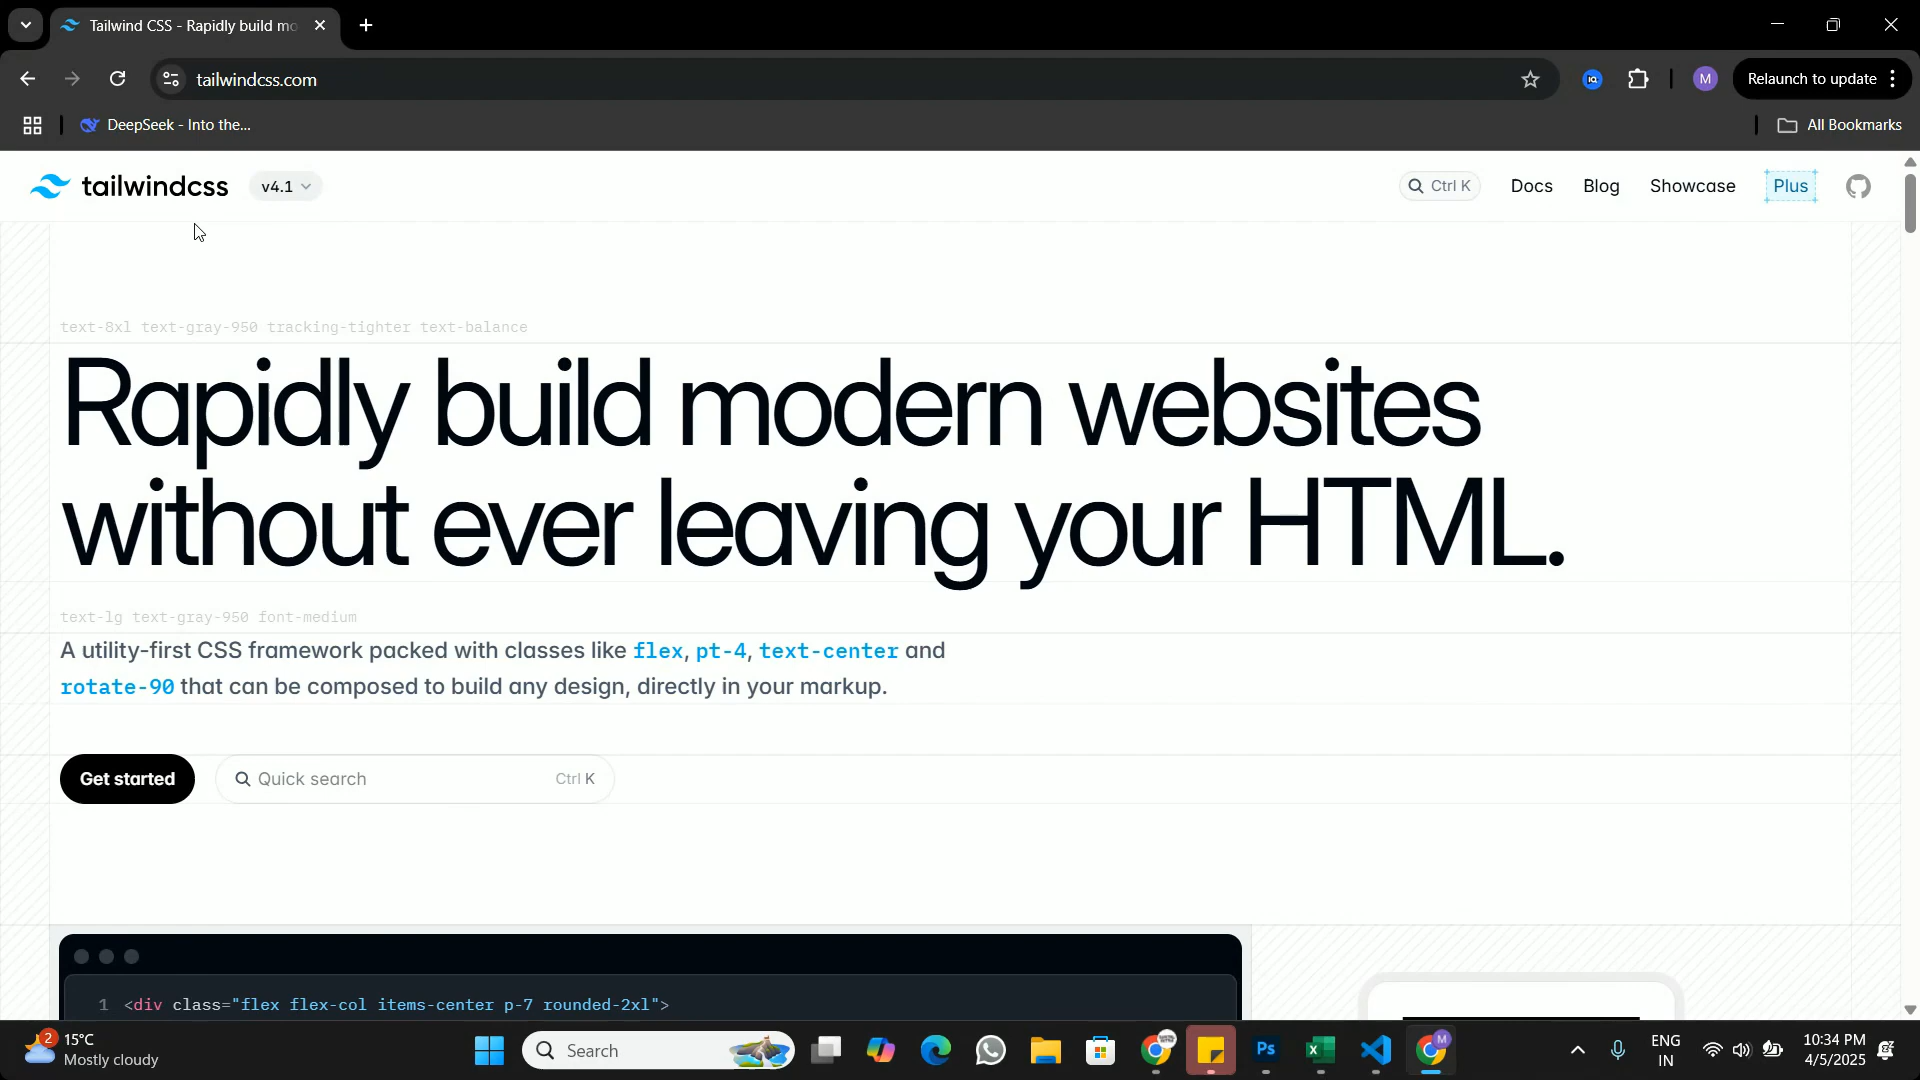 Tailwind CSS - Rapidly build mo
tailwindcss.com
M
Relaunch to update
DeepSeek - Into the...
All Bookmarks
tailwindcss
v4.1
Ctrl K
Docs
Blog
Showcase
Plus
text-8xl text-gray-950 tracking-tighter text-balance
Rapidly build modern websites
without ever leaving your HTML.
text-lg text-gray-950 font-medium
A utility-first CSS framework packed with classes like flex, pt-4, text-center and
rotate-90 that can be composed to build any design, directly in your markup.
Get started
Quick search
Ctrl K
1 <div class="flex flex-col items-center p-7 rounded-2xl">
2
15°C
Mostly cloudy
Search
Ps
M
ENG
IN
10:34 PM
4/5/2025